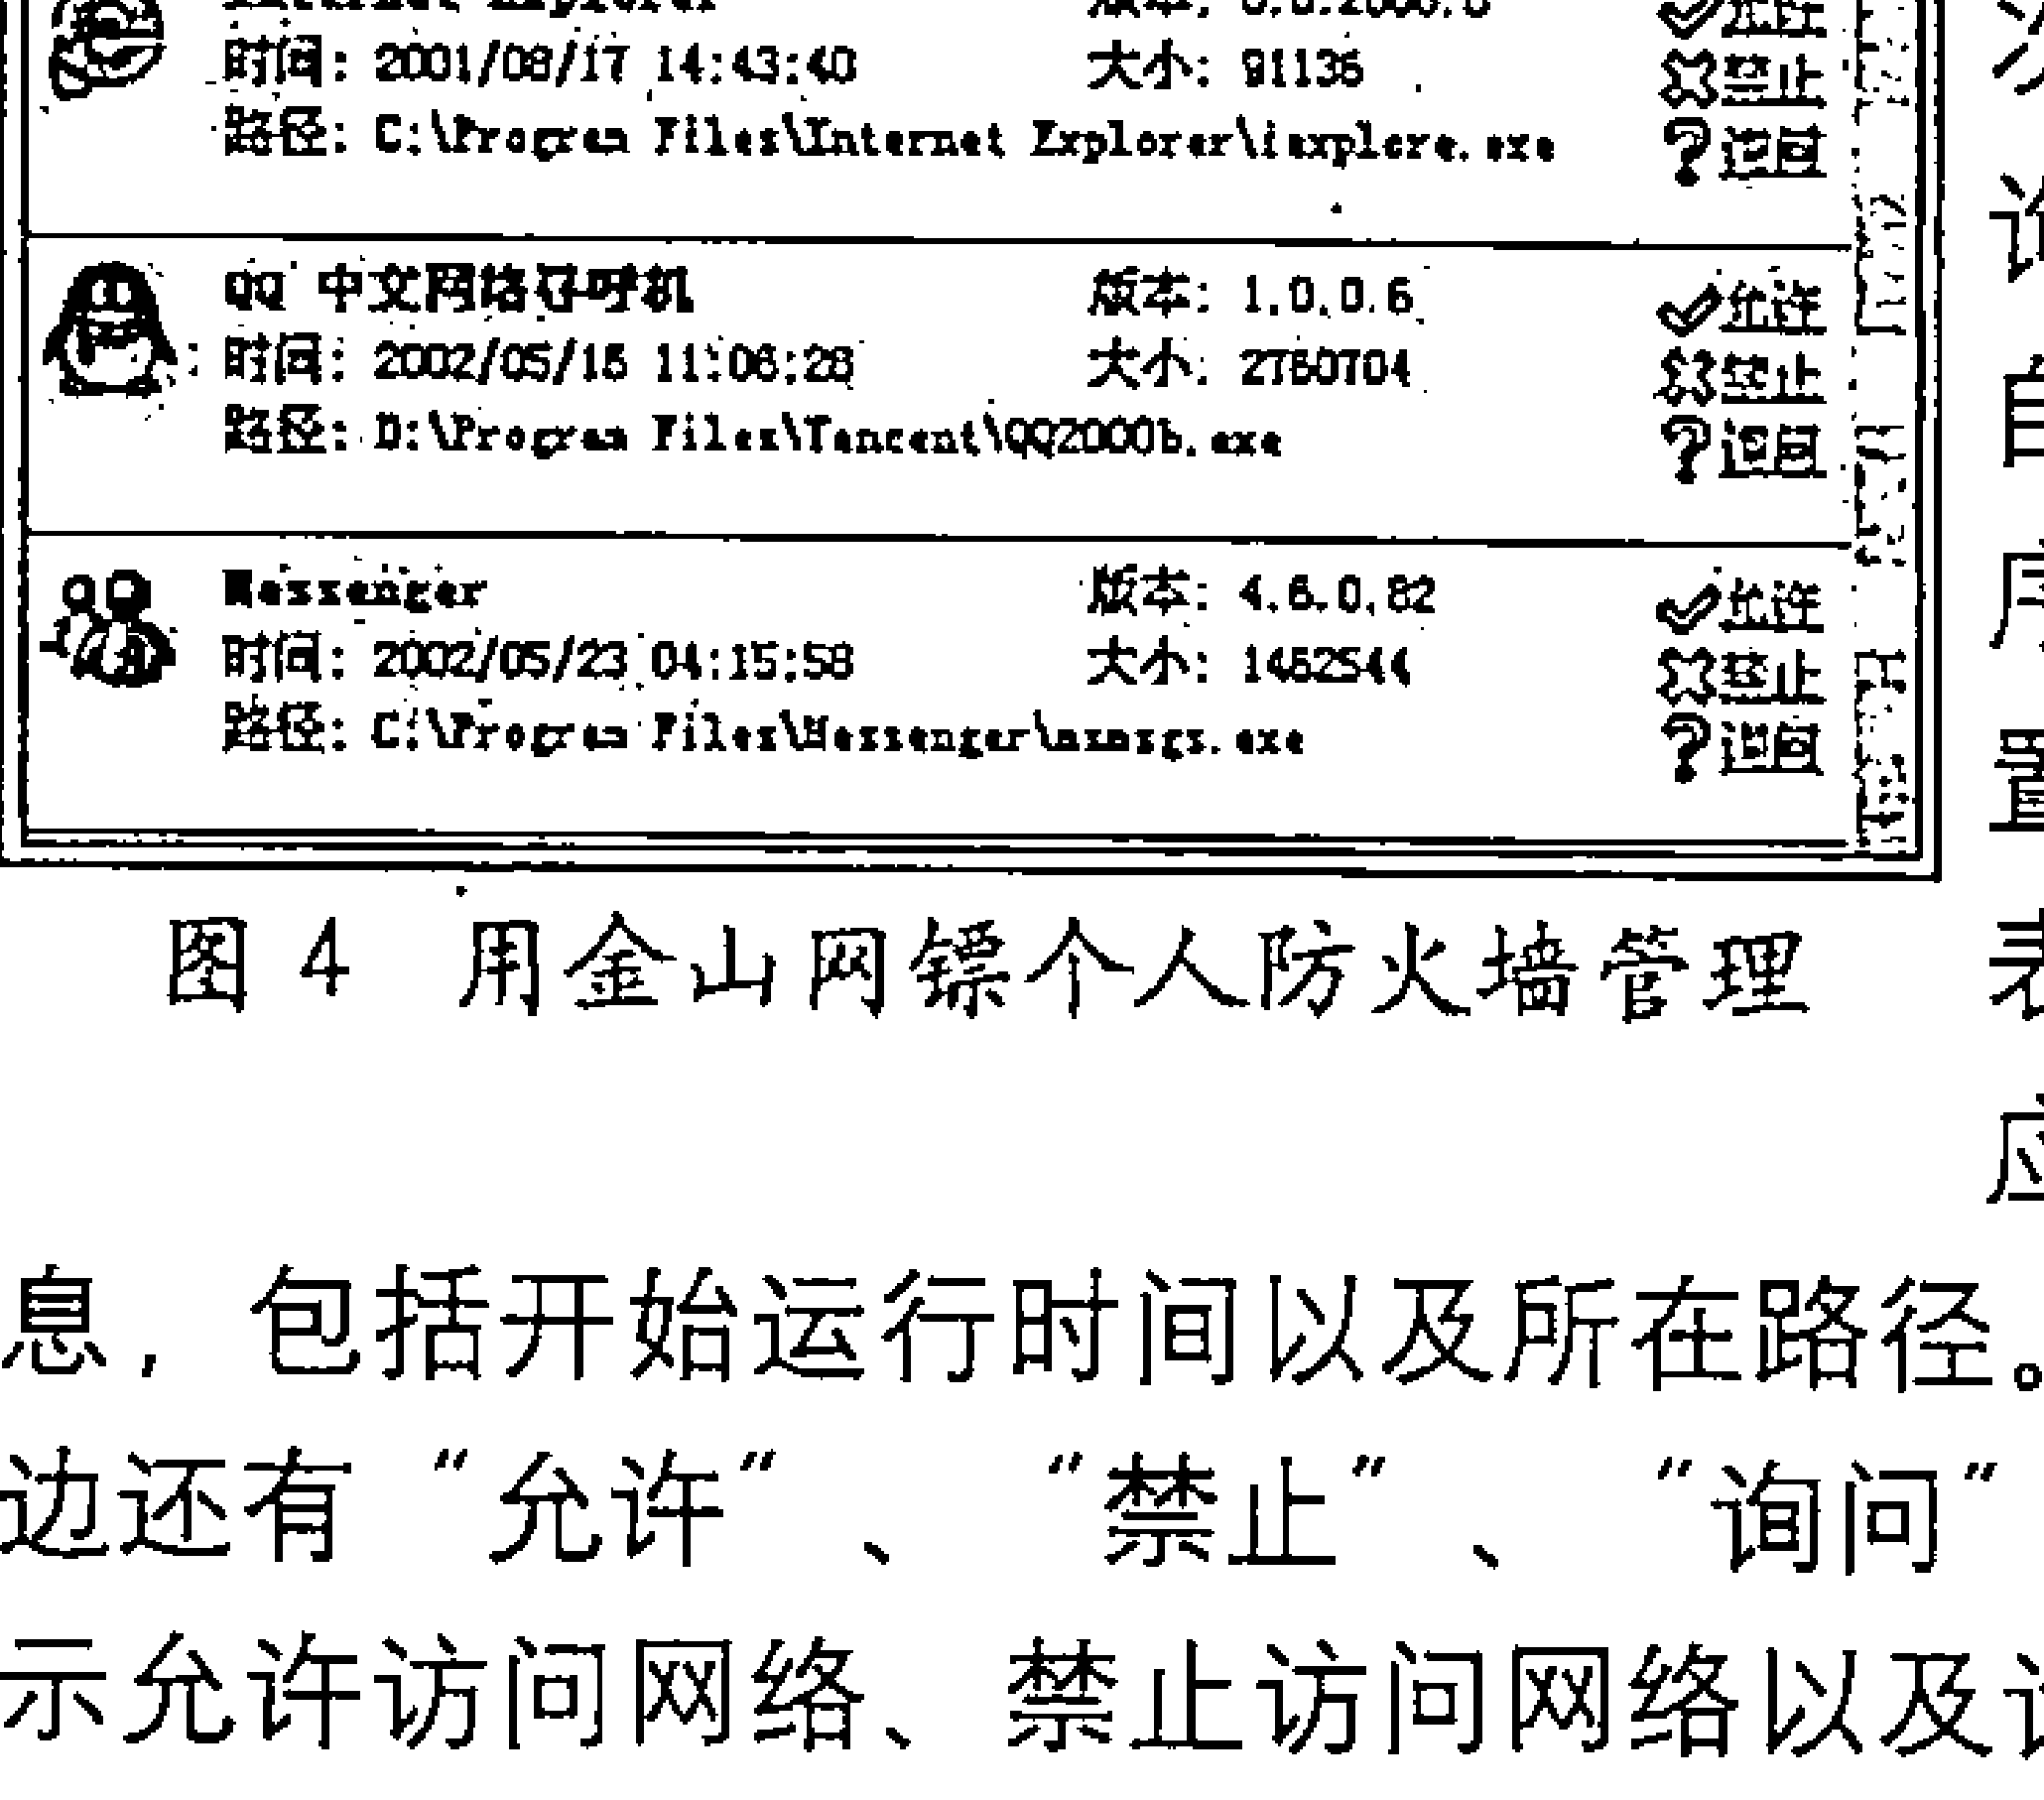 Internet Explorer
时间: 2001/08/17 14:43:40 大小: 91136
路径: C:\Program Files\Internet Explorer\iexplore.exe
允许
禁止
询问
QQ 中文网络寻呼机 版本: 1.0.0.6 允许
时间: 2002/05/16 大小: 禁止
路径: D:\Program Files\Tencent\QQ2000b.exe 询问
Messenger 版本: 4.6.0.82 允许
时间: 2002/05/23 04:15:58 大小: 1462544 禁止
路径: C:\Program Files\Messenger\msmsgs.exe 询问
图 4 用金山网镖个人防火墙管理
息，包括开始运行时间以及所在路径。
边还有“允许”、“禁止”、“询问”
示允许访问网络、禁止访问网络以及